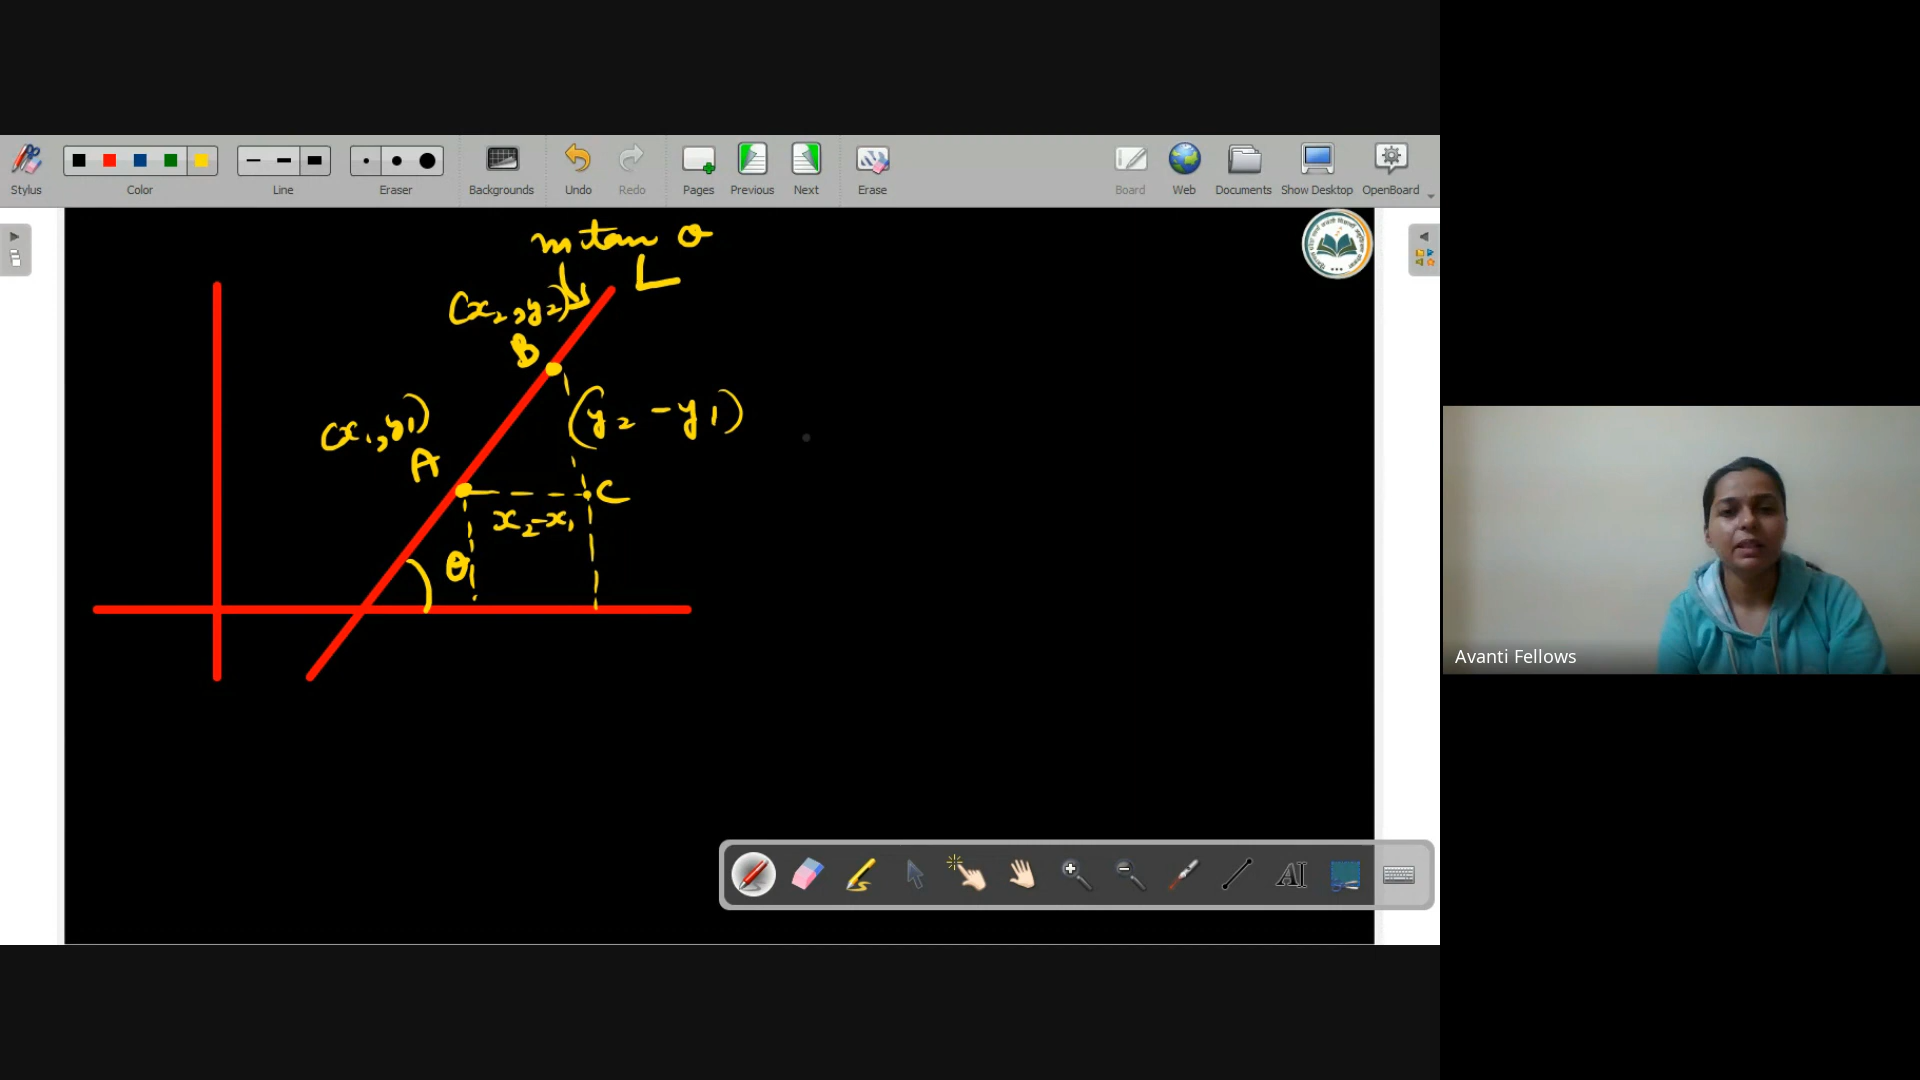 Stylus Color Line Eraser Backgrounds Undo Redo Pages Previous Next Erase Board Web Documents Show Desktop OpenBoard
m tan θ
L
(x₂, y₂)
B
(y₂ - y₁)
(x₁, y₁)
A
C
x₂-x₁
θ
Avanti Fellows